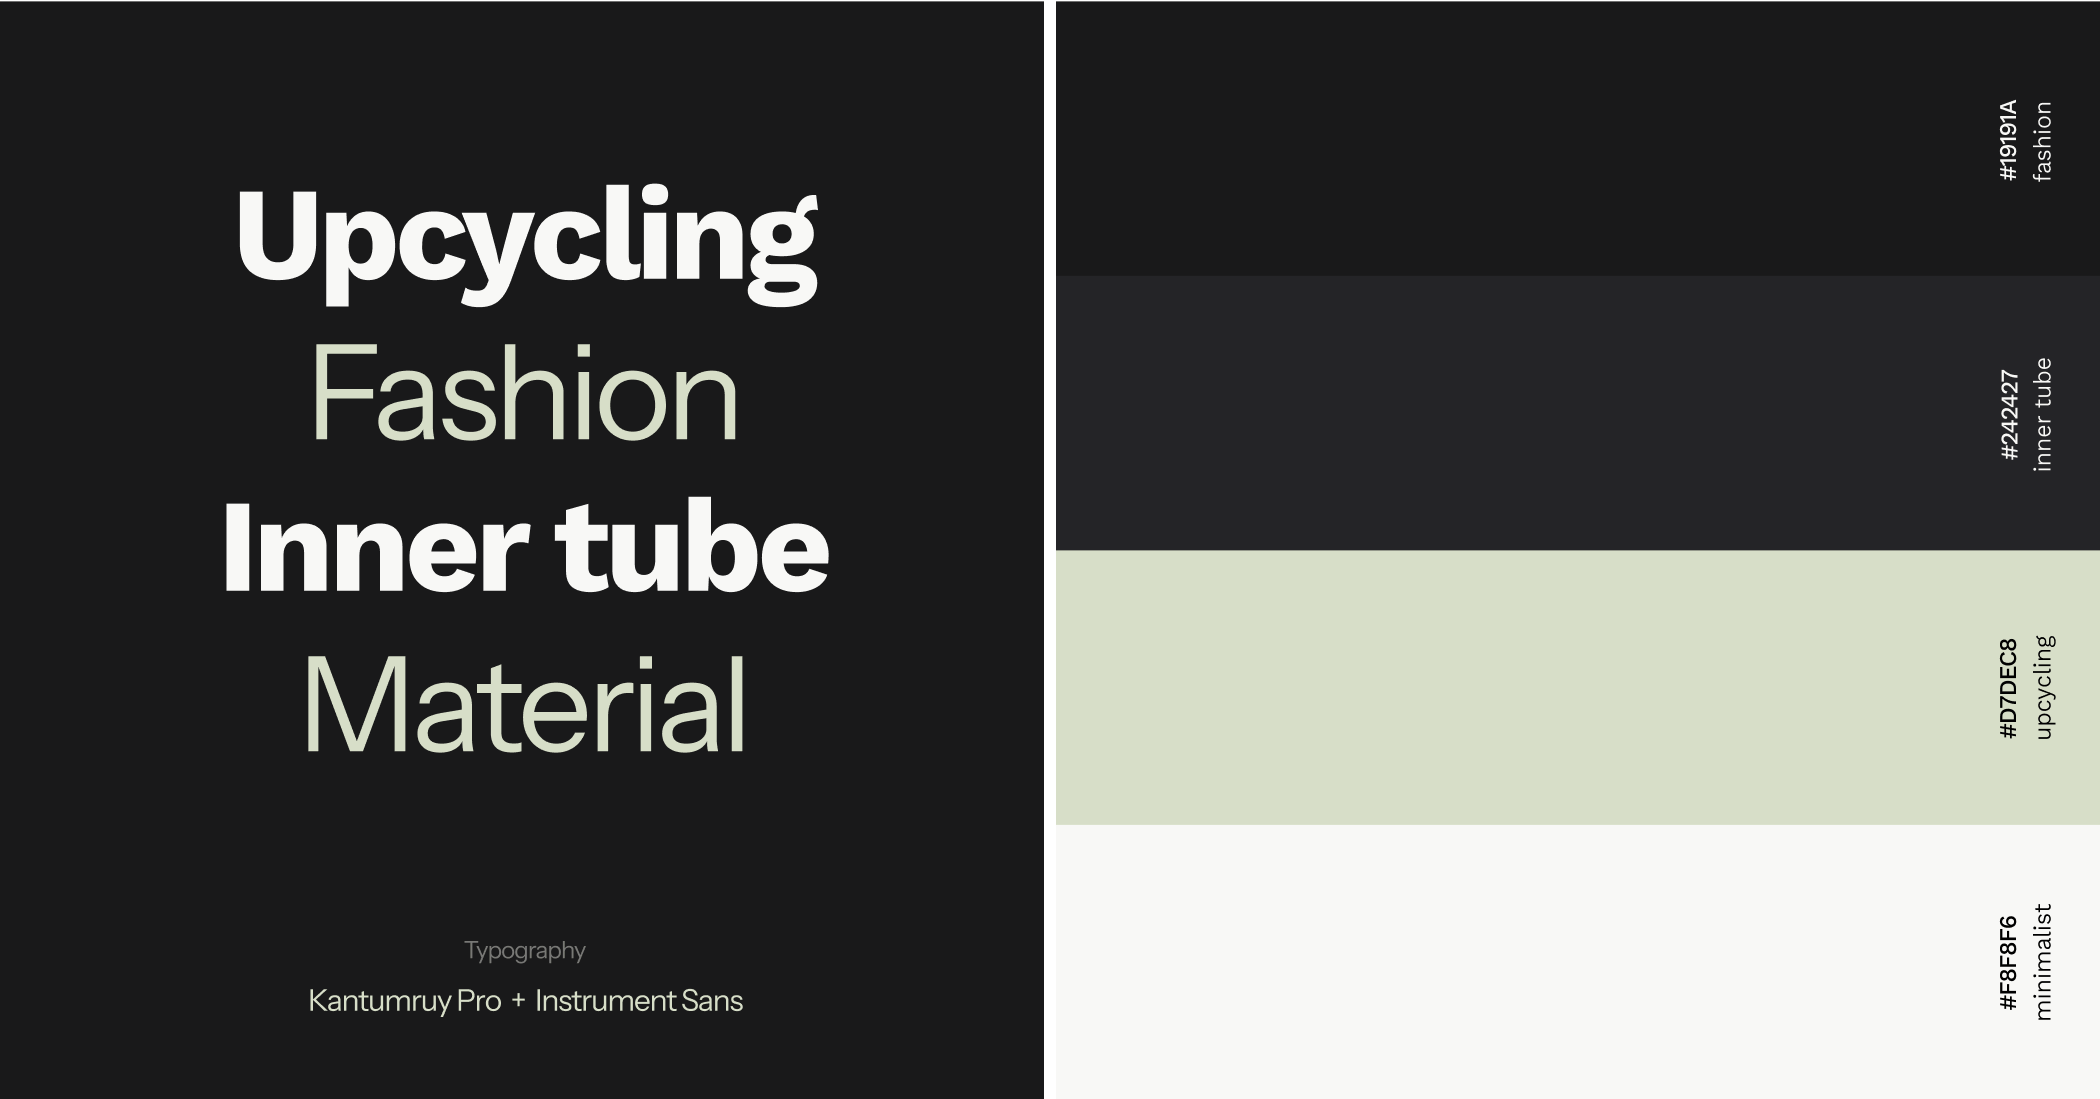 Upcycling
Fashion
Inner tube
Material
Typography
Kantumruy Pro + Instrument Sans
#19191A
fashion
#242427
inner tube
#D7DEC8
upcycling
#F8F8F6
minimalist